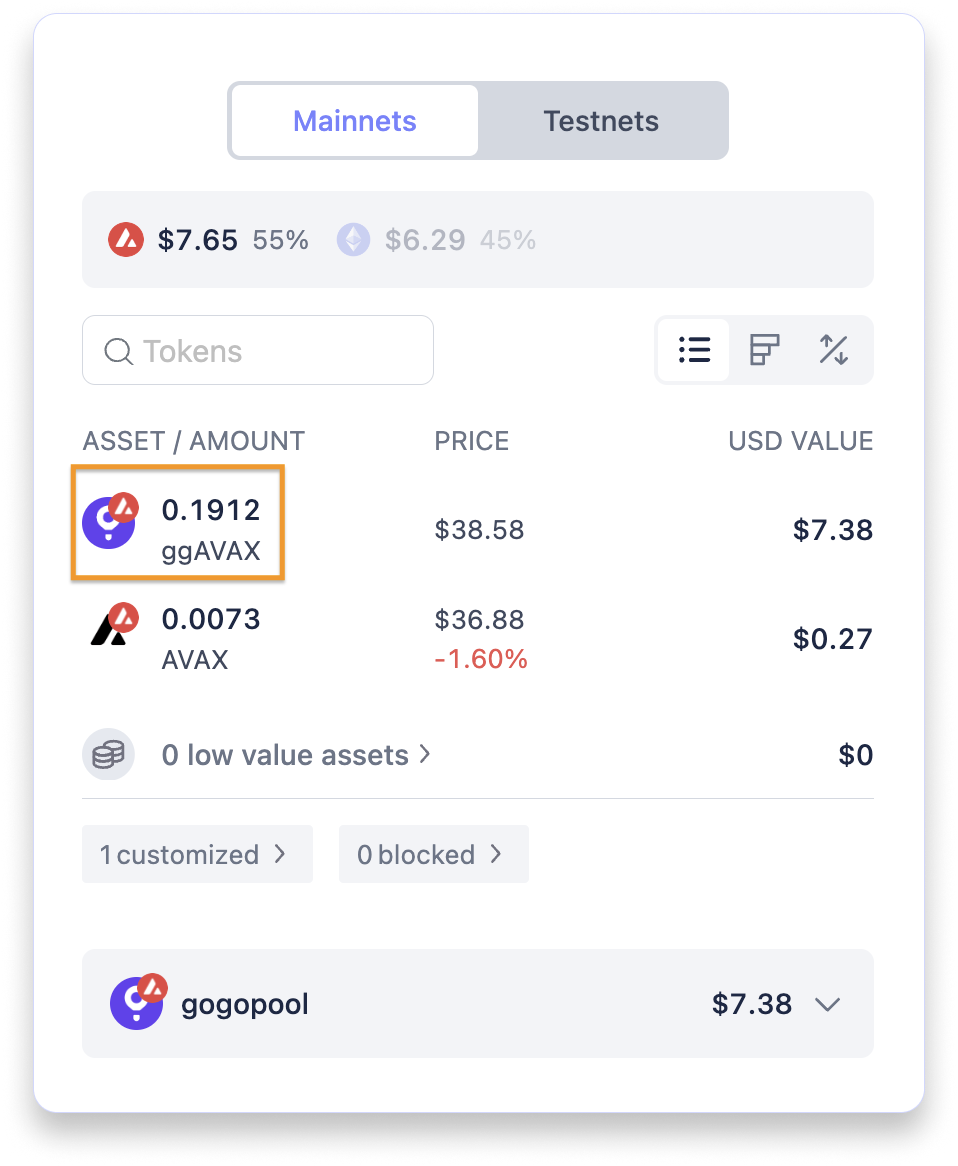 Mainnets Testnets
$7.65 55% $6.29 45%
Tokens
ASSET / AMOUNT PRICE USD VALUE
0.1912
ggAVAX
$38.58
$7.38
0.0073
AVAX
$36.88
-1.60%
$0.27
0 low value assets $0
1 customized 0 blocked
gogopool $7.38